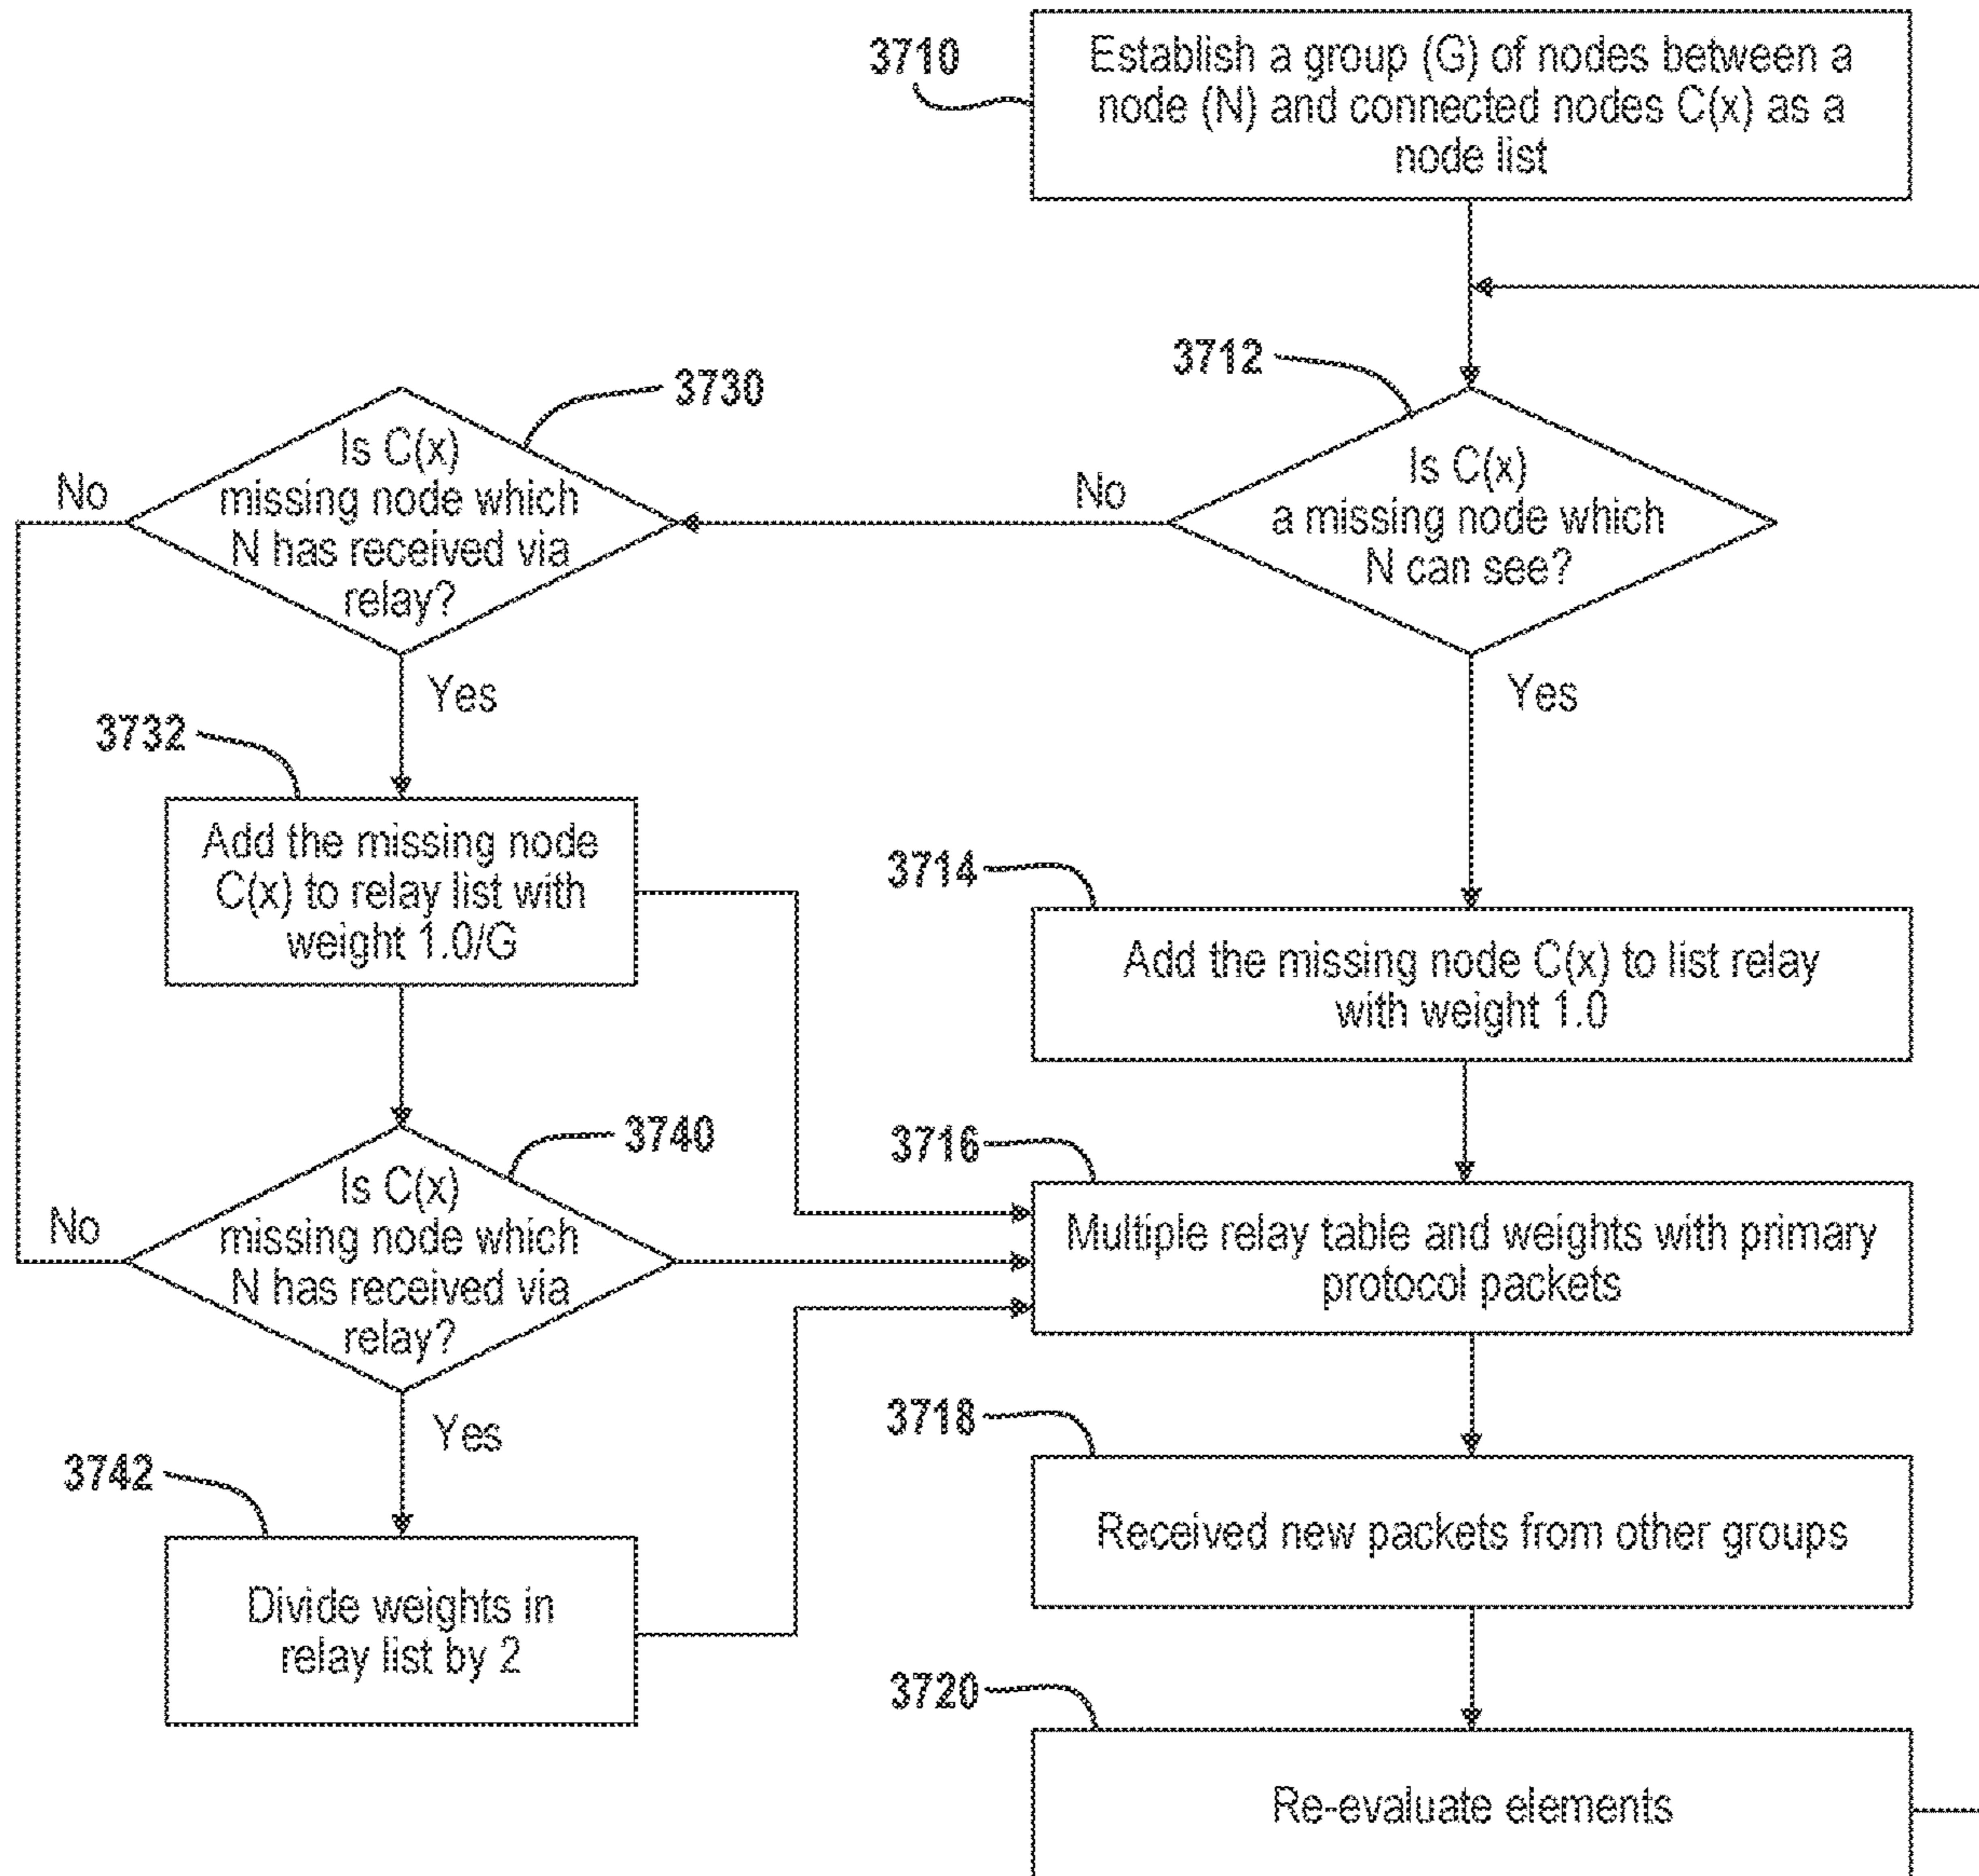 3710
Establish a group (G) of nodes between a
node (N) and connected nodes C(x) as a
node list
3712
Is C(x)
a missing node which
N can see?
No
Yes
3730
Is C(x)
missing node which
N has received via
relay?
No
Yes
3732
Add the missing node
C(x) to relay list with
weight 1.0/G
3714
Add the missing node C(x) to list relay
with weight 1.0
3740
Is C(x)
missing node which
N has received via
relay?
No
Yes
3716
Multiple relay table and weights with primary
protocol packets
3742
Divide weights in
relay list by 2
3718
Received new packets from other groups
3720
Re-evaluate elements